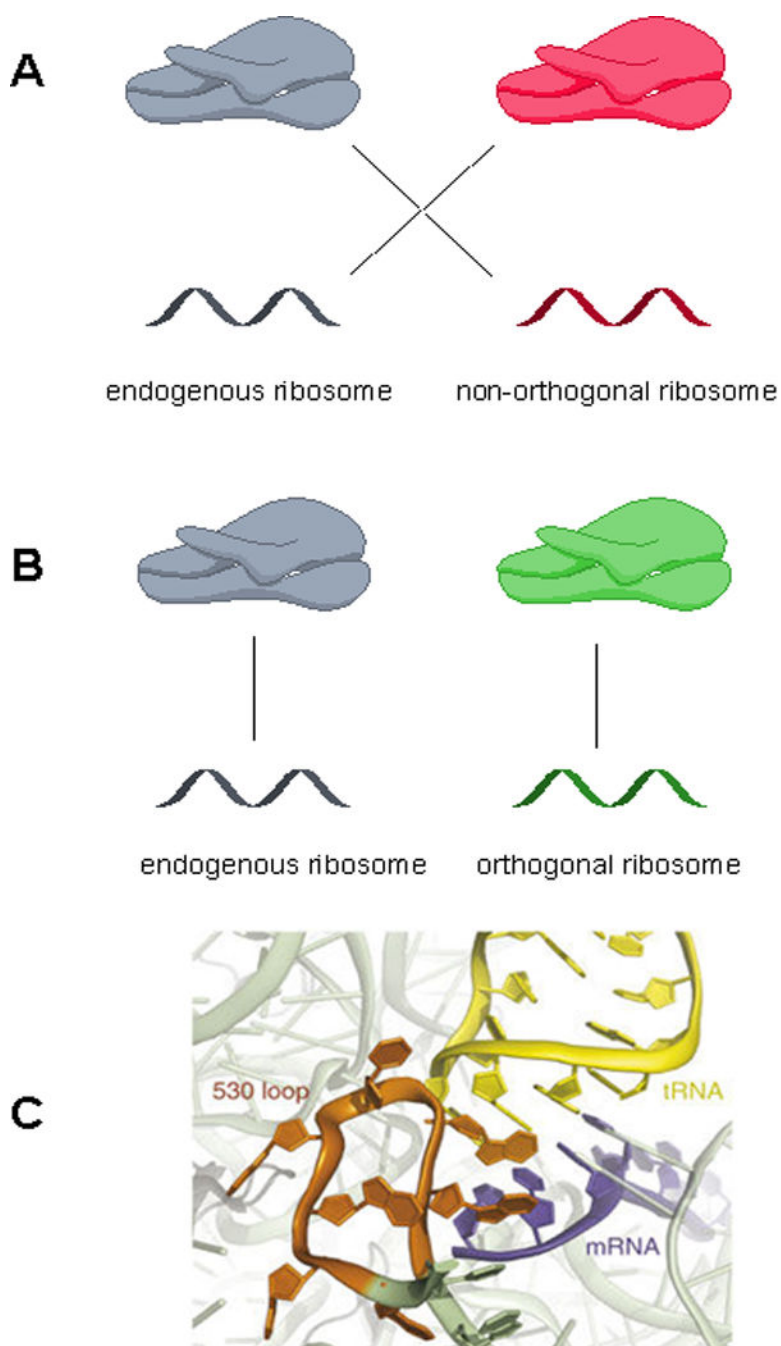 A
endogenous ribosome
non-orthogonal ribosome
B
endogenous ribosome
orthogonal ribosome
C
530 loop
tRNA
mRNA